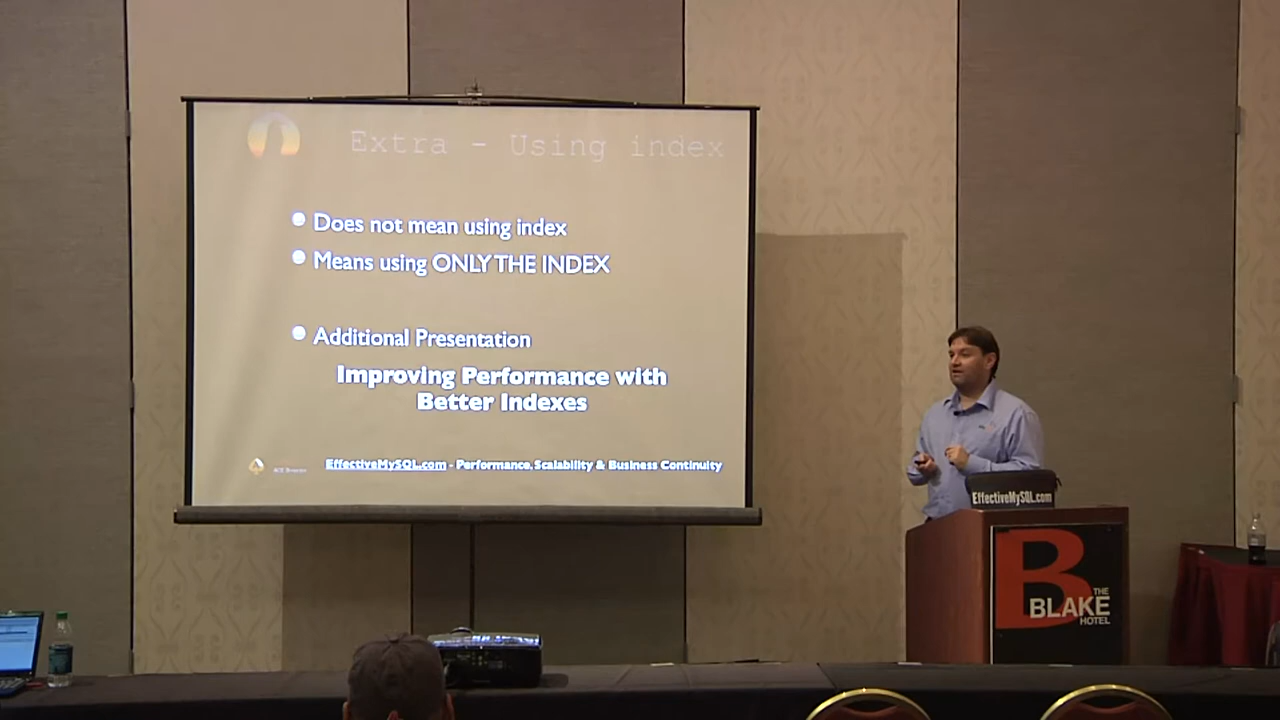 Extra - Using index
Does not mean using index
Means using ONLY THE INDEX
Additional Presentation
Improving Performance with
Better Indexes
EffectiveMySQL.com - Performance, Scalability & Business Continuity
EffectiveMySQL.com
B
THE
BLAKE
HOTEL